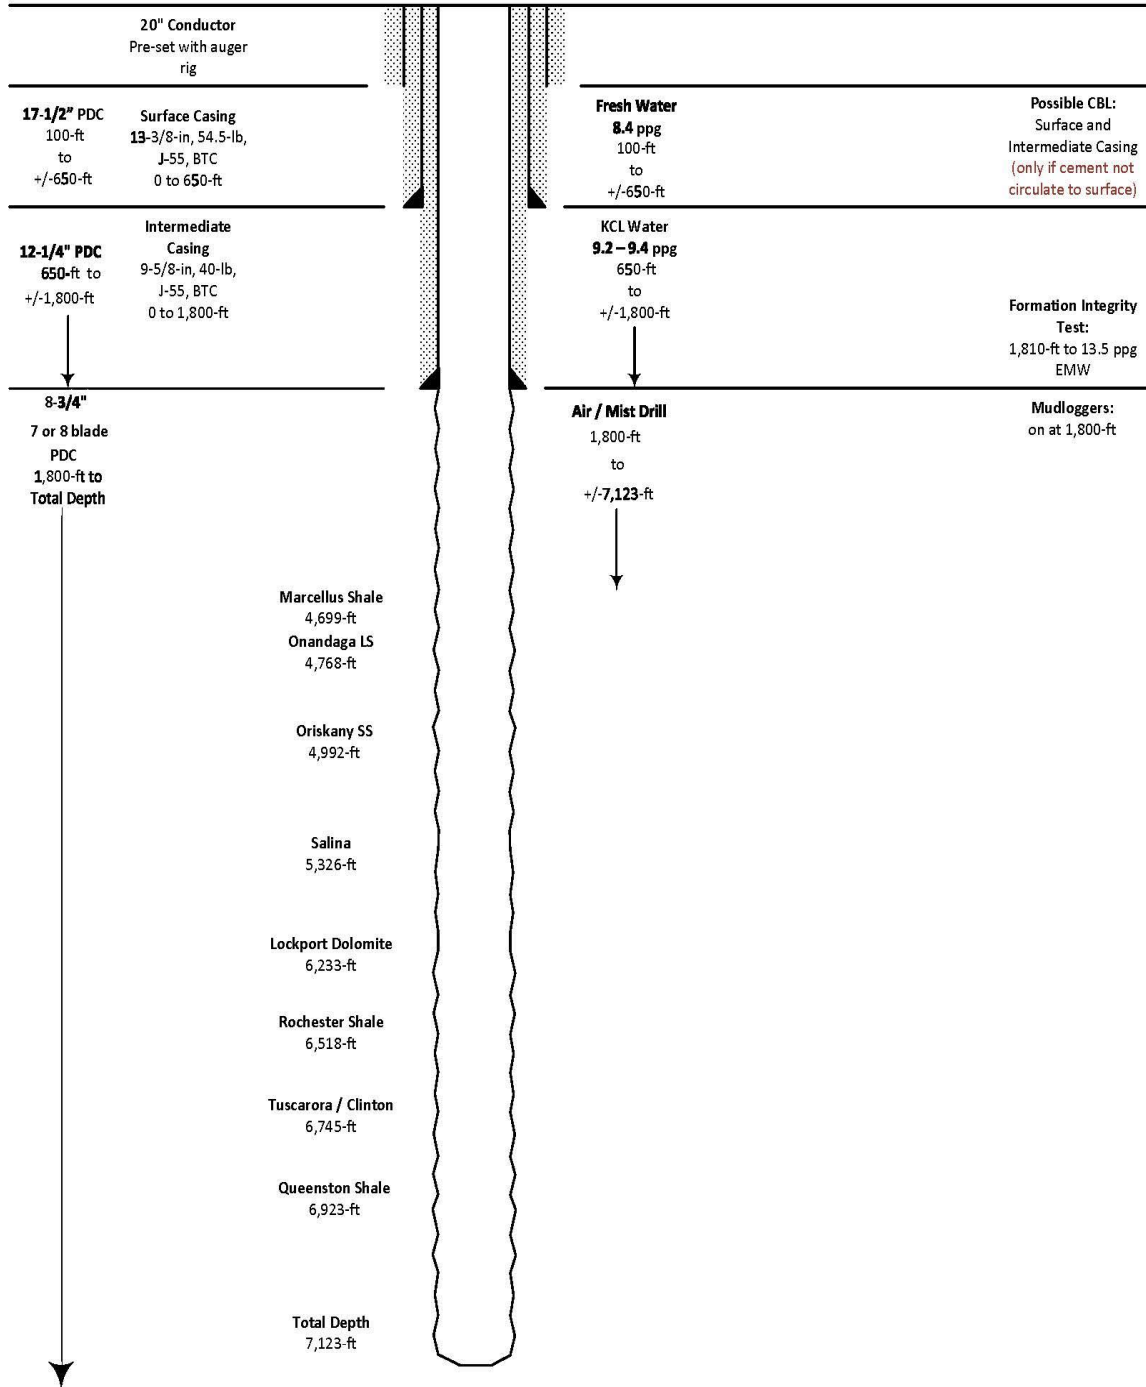 20" Conductor
Pre-set with auger
rig
17-1/2" PDC
100-ft
to
+/-650-ft
Surface Casing
13-3/8-in, 54.5-lb,
J-55, BTC
0 to 650-ft
Fresh Water
8.4 ppg
100-ft
to
+/-650-ft
Possible CBL:
Surface and
Intermediate Casing
(only if cement not
circulate to surface)
12-1/4" PDC
650-ft to
+/-1,800-ft
Intermediate
Casing
9-5/8-in, 40-lb,
J-55, BTC
0 to 1,800-ft
KCL Water
9.2 – 9.4 ppg
650-ft
to
+/-1,800-ft
Formation Integrity
Test:
1,810-ft to 13.5 ppg
EMW
8-3/4"
7 or 8 blade
PDC
1,800-ft to
Total Depth
Air / Mist Drill
1,800-ft
to
+/-7,123-ft
Mudloggers:
on at 1,800-ft
Marcellus Shale
4,699-ft
Onandaga LS
4,768-ft
Oriskany SS
4,992-ft
Salina
5,326-ft
Lockport Dolomite
6,233-ft
Rochester Shale
6,518-ft
Tuscarora / Clinton
6,745-ft
Queenston Shale
6,923-ft
Total Depth
7,123-ft